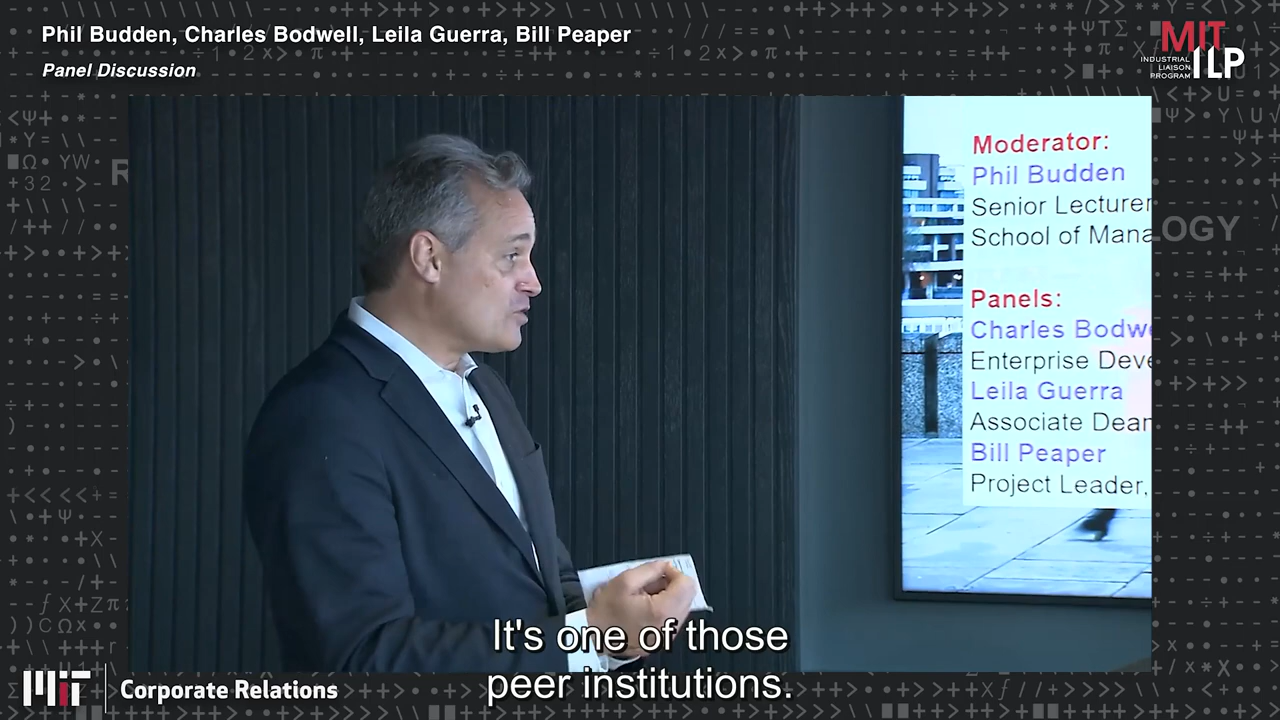 Phil Budden, Charles Bodwell, Leila Guerra, Bill Peaper
Panel Discussion
MIT
INDUSTRIAL
LIAISON
PROGRAM
ILP
R
LOGY
Moderator:
Phil Budden
Senior Lecturer
School of Mana
Panels:
Charles Bodwe
Enterprise Deve
Leila Guerra
Associate Dean
Bill Peaper
Project Leader,
It's one of those
peer institutions.
MIT
Corporate Relations